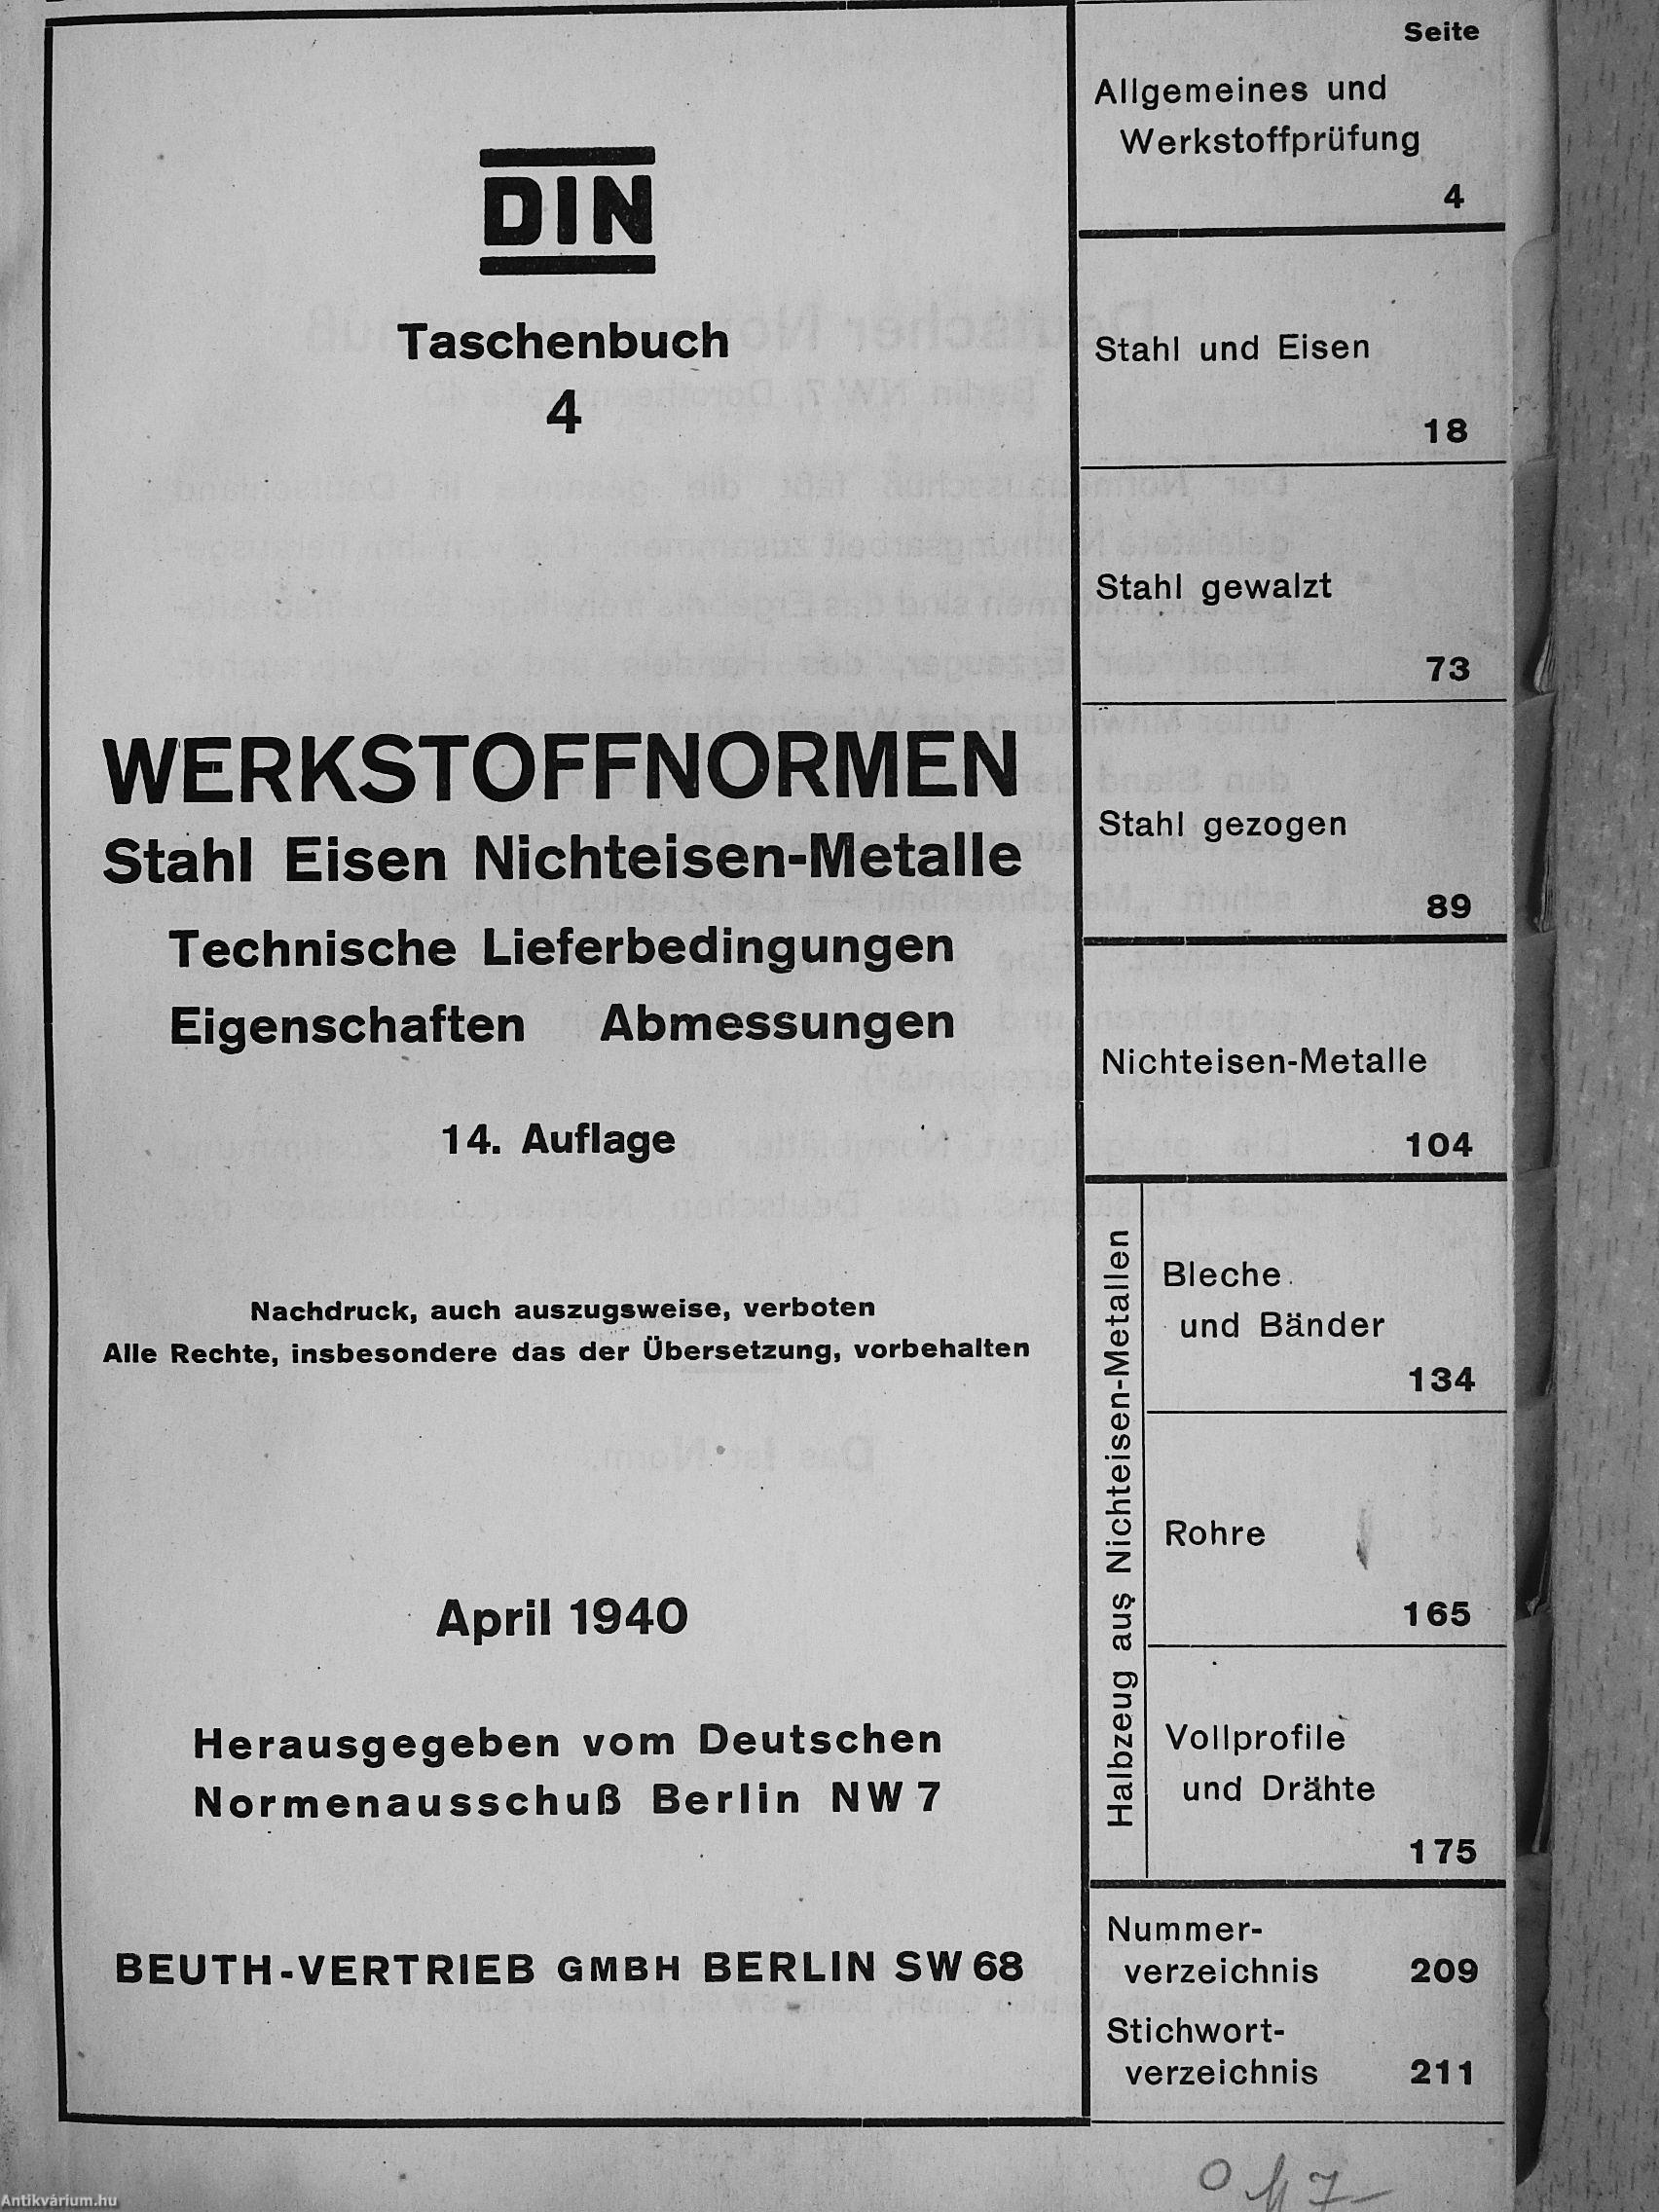 DIN
Taschenbuch
4
WERKSTOFFNORMEN
Stahl Eisen Nichteisen-Metalle
Technische Lieferbedingungen
Eigenschaften Abmessungen
14. Auflage
Nachdruck, auch auszugsweise, verboten
Alle Rechte, insbesondere das der Übersetzung, vorbehalten
April 1940
Herausgegeben vom Deutschen
Normenausschuß Berlin NW 7
BEUTH-VERTRIEB GMBH BERLIN SW 68
Seite
Allgemeines und
Werkstoffprüfung
4
Stahl und Eisen
18
Stahl gewalzt
73
Stahl gezogen
89
Nichteisen-Metalle
104
Halbzeug aus Nichteisen-Metallen
Bleche
und Bänder
134
Rohre
165
Vollprofile
und Drähte
175
Nummer-
verzeichnis 209
Stichwort-
verzeichnis 211
Antikvárium.hu